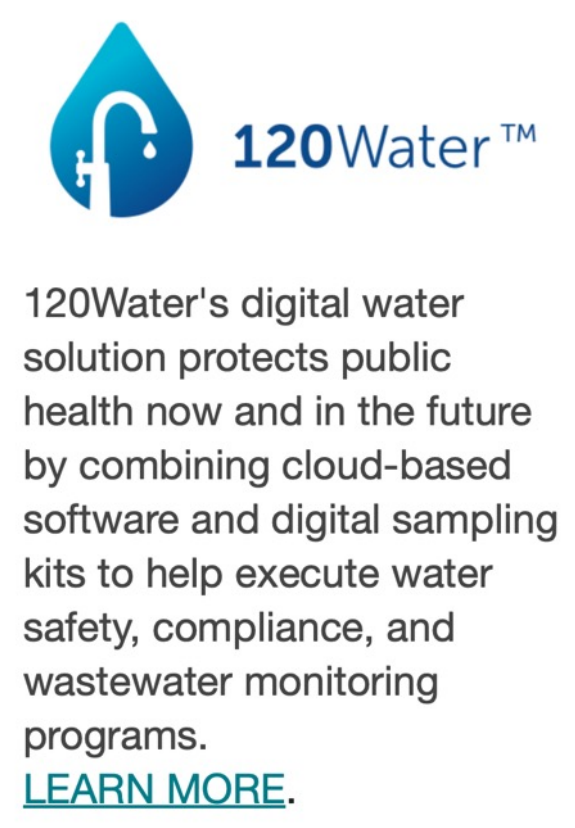 120Water™
120Water's digital water
solution protects public
health now and in the future
by combining cloud-based
software and digital sampling
kits to help execute water
safety, compliance, and
wastewater monitoring
programs.
LEARN MORE.